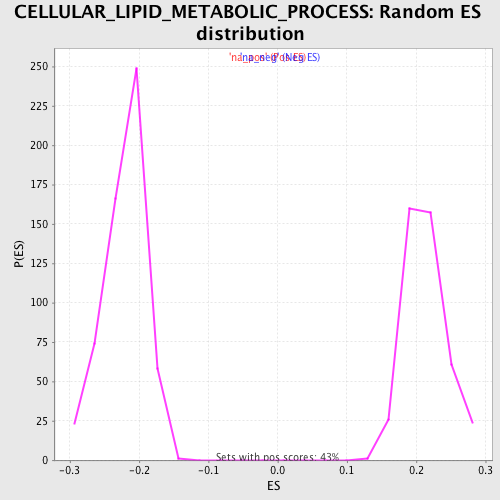 CELLULAR_LIPID_METABOLIC_PROCESS: Random ES
distribution
250
225
200
175
150
125
100
75
50
25
0
P(ES)
Sets with pos scores: 43%
-0.3 -0.2 -0.1 0.0 0.1 0.2 0.3
ES